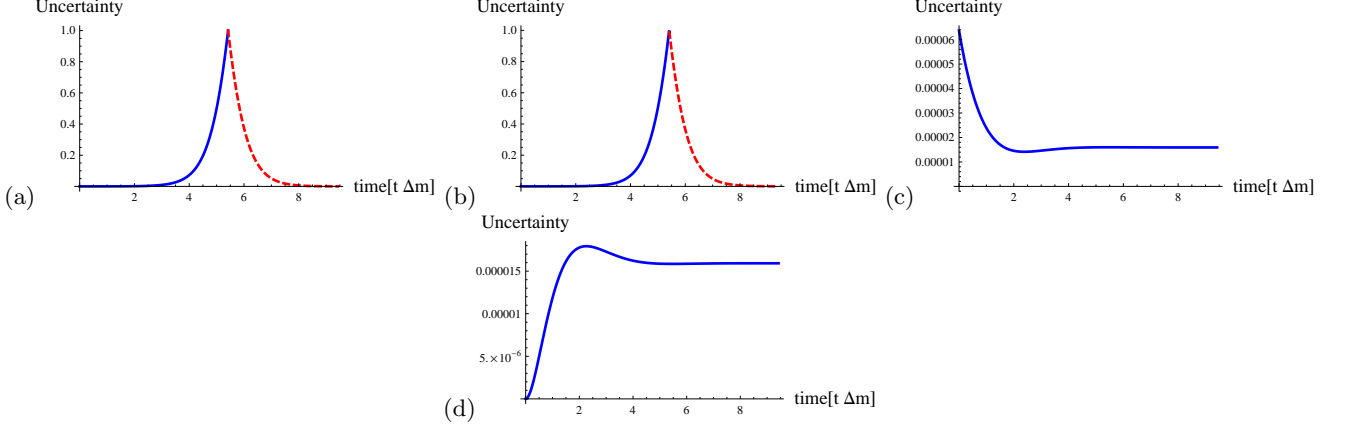 Uncertainty
1.0
0.8
0.6
0.4
0.2
2 4 6 8
time[t Δm]
(a)
Uncertainty
1.0
0.8
0.6
0.4
0.2
2 4 6 8
time[t Δm]
(b)
Uncertainty
0.00006
0.00005
0.00004
0.00003
0.00002
0.00001
2 4 6 8
time[t Δm]
(c)
Uncertainty
0.000015
0.00001
5.×10⁻⁶
2 4 6 8
time[t Δm]
(d)